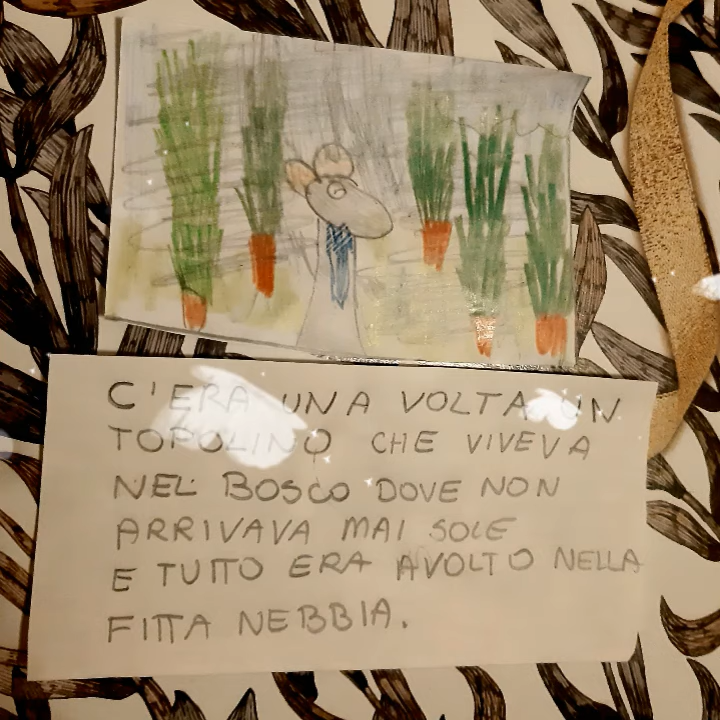 C'ERA UNA VOLTA UN
TOPOLINO CHE VIVEVA
NEL BOSCO DOVE NON
ARRIVAVA MAI SOLE
E TUTTO ERA AVOLTO NELLA
FITTA NEBBIA.